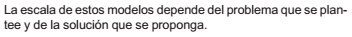 La escala de estos modelos depende del problema que se plan-
tee y de la solución que se proponga.